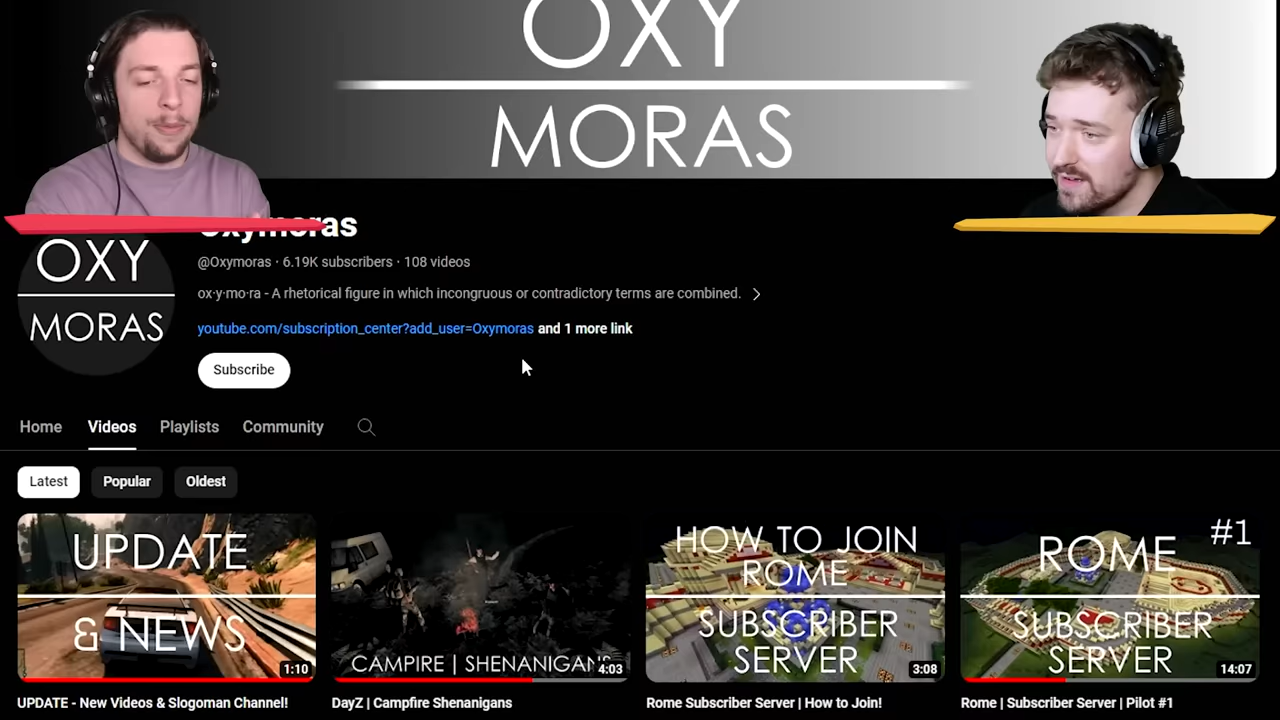 OXY
MORAS
Oxymoras
OXY
MORAS
@Oxymoras · 6.19K subscribers · 108 videos
ox·y·mo·ra - A rhetorical figure in which incongruous or contradictory terms are combined.
youtube.com/subscription_center?add_user=Oxymoras and 1 more link
Subscribe
Home
Videos
Playlists
Community
Latest
Popular
Oldest
UPDATE
& NEWS
1:10
CAMPIRE | SHENANIGANS
4:03
HOW TO JOIN
ROME
SUBSCRIBER
SERVER
3:08
#1
ROME
SUBSCRIBER
SERVER
14:07
UPDATE - New Videos & Slogoman Channel!
DayZ | Campfire Shenanigans
Rome Subscriber Server | How to Join!
Rome | Subscriber Server | Pilot #1